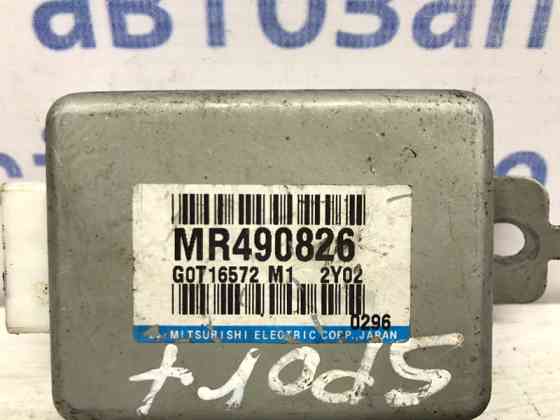 автозап
MR490826
G0T16572 M1 2Y02
0296
MITSUBISHI ELECTRIC CORP., JAPAN
sport